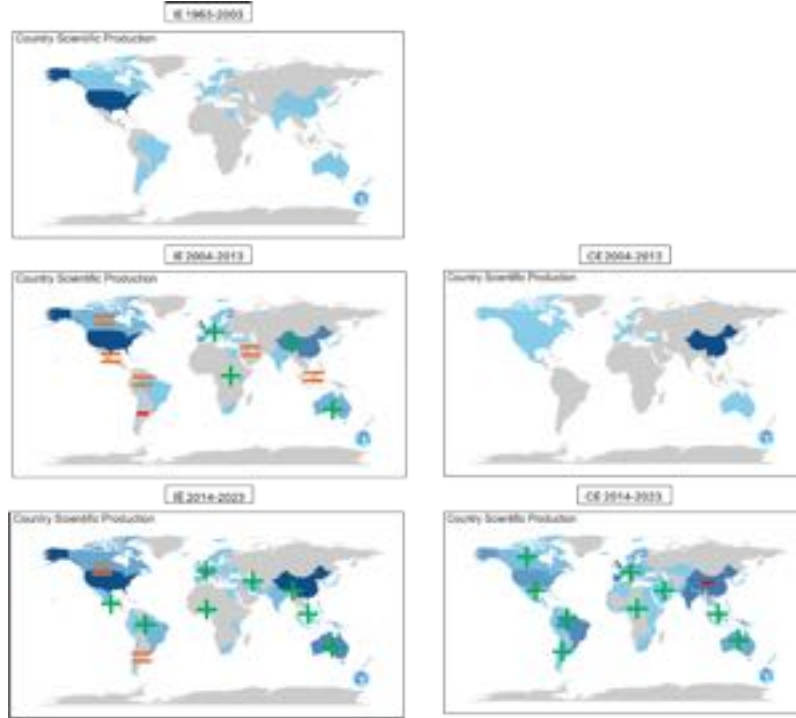 IE 1963-2003
Country Scientific Production
IE 2004-2013
CE 2004-2013
Country Scientific Production
Country Scientific Production
IE 2014-2023
CE 2014-2023
Country Scientific Production
Country Scientific Production